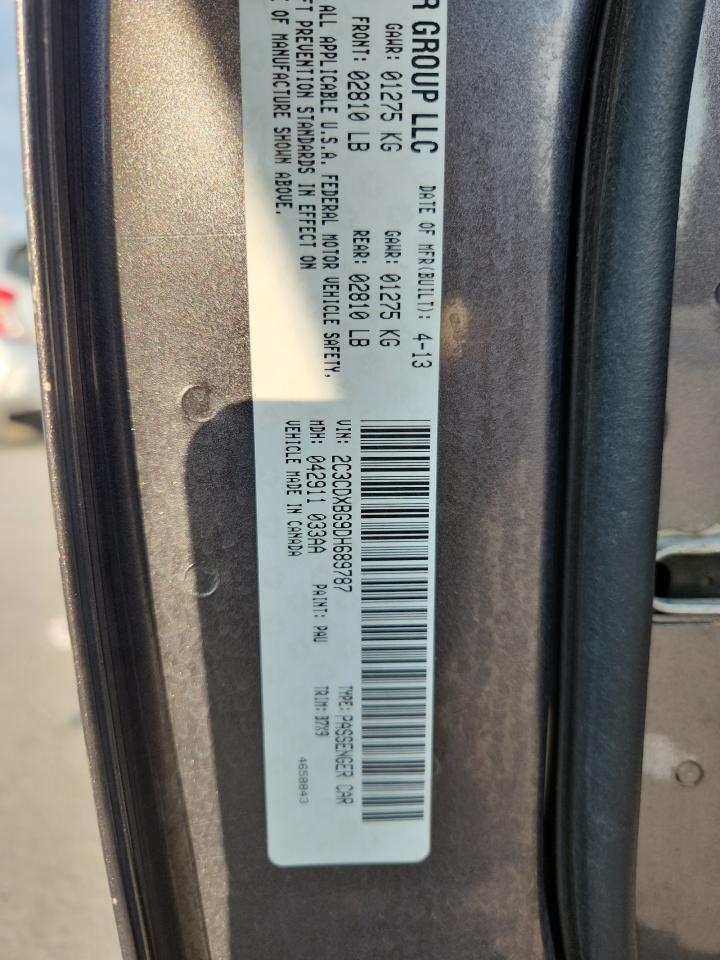 R GROUP LLC
DATE OF MFR(BUILT): 4-13
GAWR: 01275 KG GAWR: 01275 KG
FRONT: 02810 LB REAR: 02810 LB
ALL APPLICABLE U.S.A. FEDERAL MOTOR VEHICLE SAFETY,
FT PREVENTION STANDARDS IN EFFECT ON
OF MANUFACTURE SHOWN ABOVE.
VIN: 2C3CDXBG9DH689787 TYPE: PASSENGER CAR
MDH: 042911 033AA PAINT: PAU TRIM: B7X9
VEHICLE MADE IN CANADA 4658843